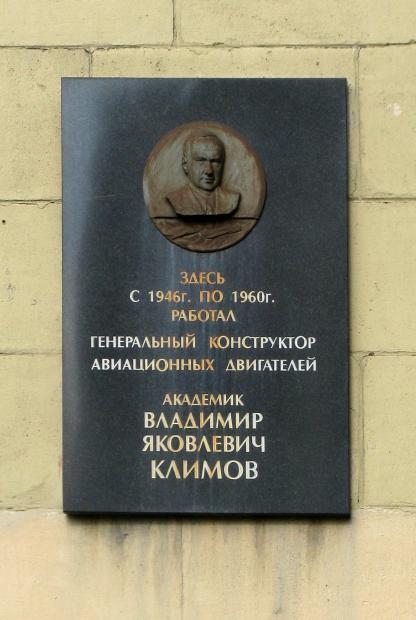 ЗДЕСЬ
С 1946г. ПО 1960г.
РАБОТАЛ
ГЕНЕРАЛЬНЫЙ КОНСТРУКТОР
АВИАЦИОННЫХ ДВИГАТЕЛЕЙ
АКАДЕМИК
ВЛАДИМИР
ЯКОВЛЕВИЧ
КЛИМОВ